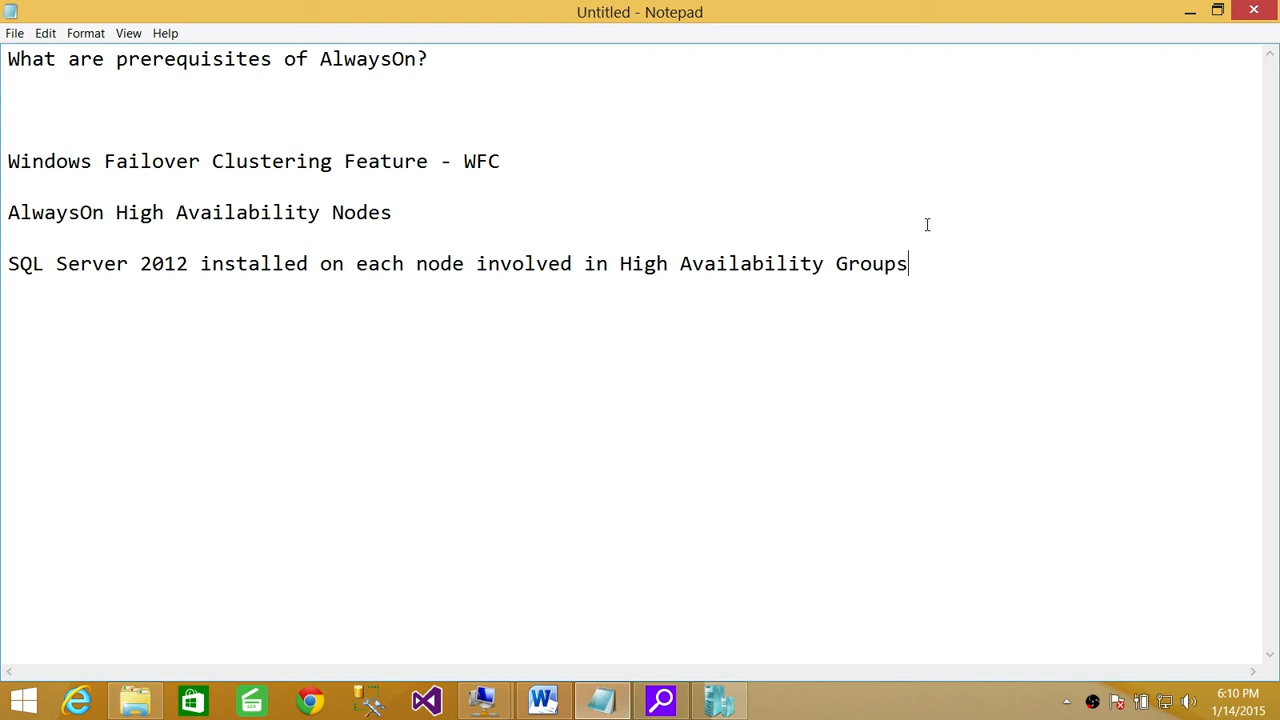 Untitled - Notepad
File Edit Format View Help
What are prerequisites of AlwaysOn?
Windows Failover Clustering Feature - WFC
AlwaysOn High Availability Nodes
SQL Server 2012 installed on each node involved in High Availability Groups
6:10 PM
1/14/2015